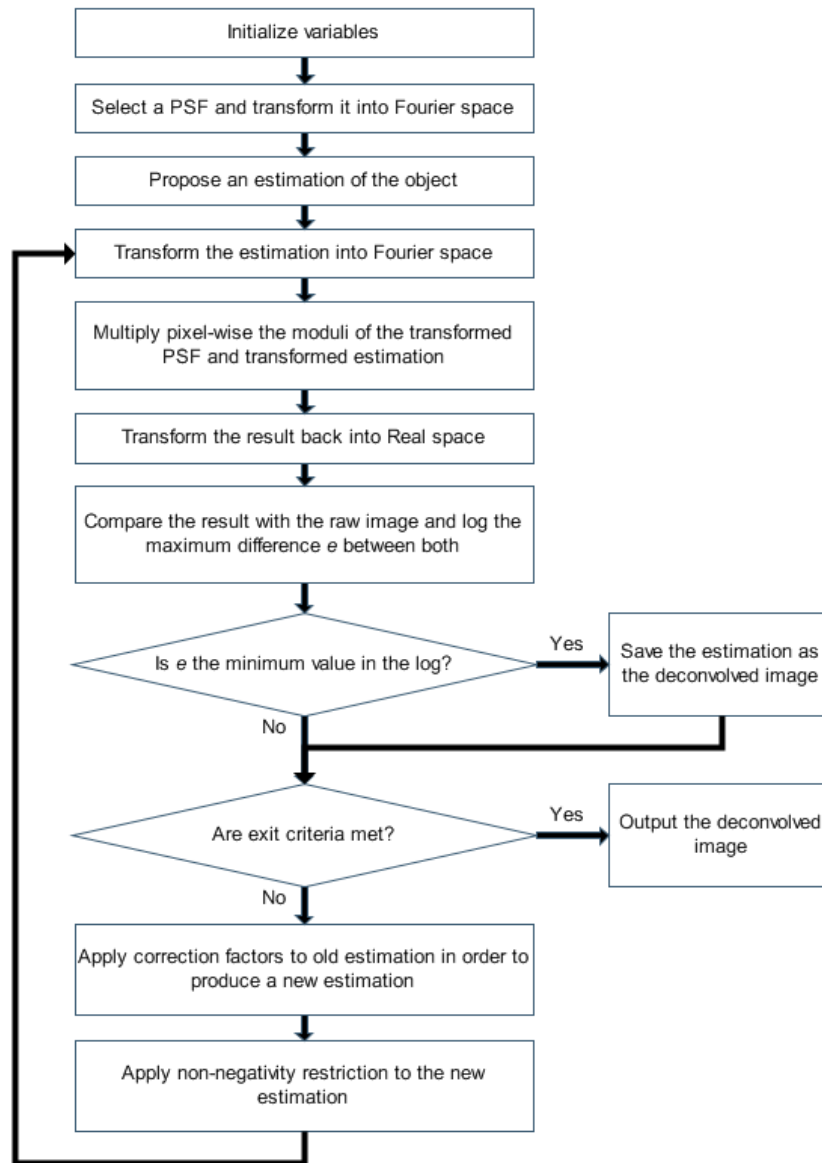 Initialize variables
Select a PSF and transform it into Fourier space
Propose an estimation of the object
Transform the estimation into Fourier space
Multiply pixel-wise the moduli of the transformed
PSF and transformed estimation
Transform the result back into Real space
Compare the result with the raw image and log the
maximum difference e between both
Is e the minimum value in the log?
Yes
Save the estimation as
the deconvolved image
No
Are exit criteria met?
Yes
Output the deconvolved
image
No
Apply correction factors to old estimation in order to
produce a new estimation
Apply non-negativity restriction to the new
estimation